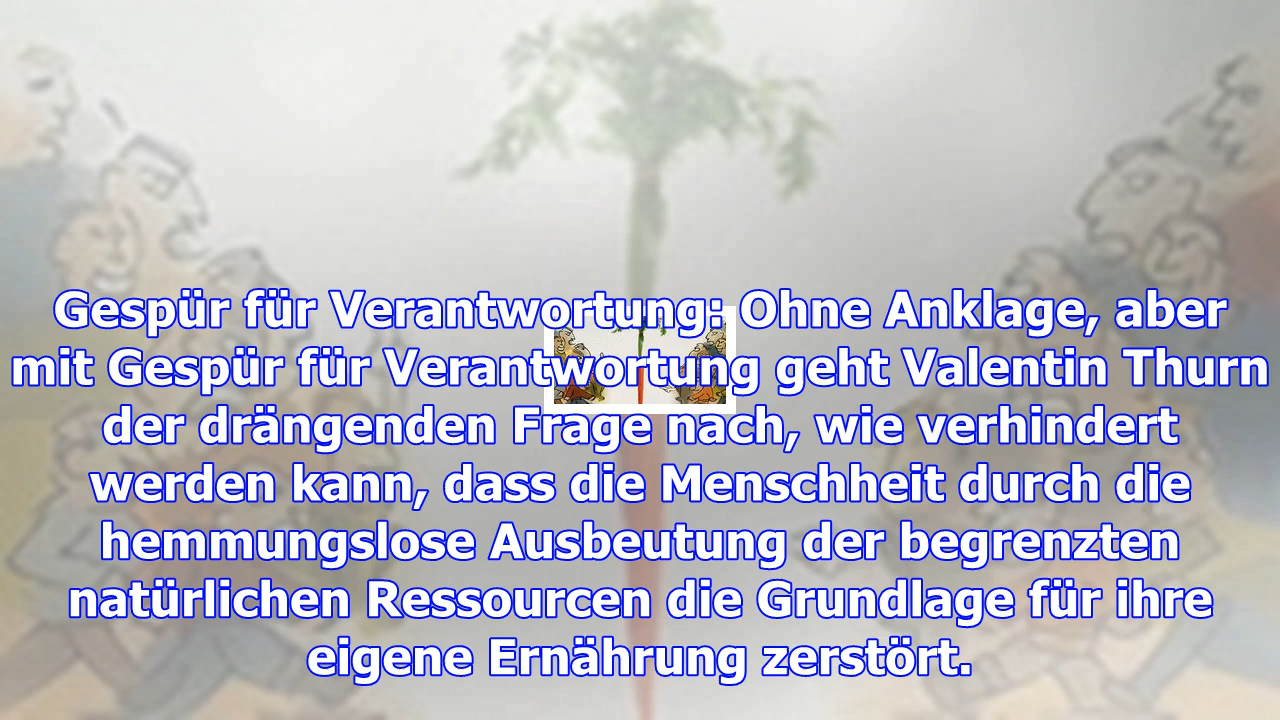 Gespür für Verantwortung: Ohne Anklage, aber
mit Gespür für Verantwortung geht Valentin Thurn
der drängenden Frage nach, wie verhindert
werden kann, dass die Menschheit durch die
hemmungslose Ausbeutung der begrenzten
natürlichen Ressourcen die Grundlage für ihre
eigene Ernährung zerstört.